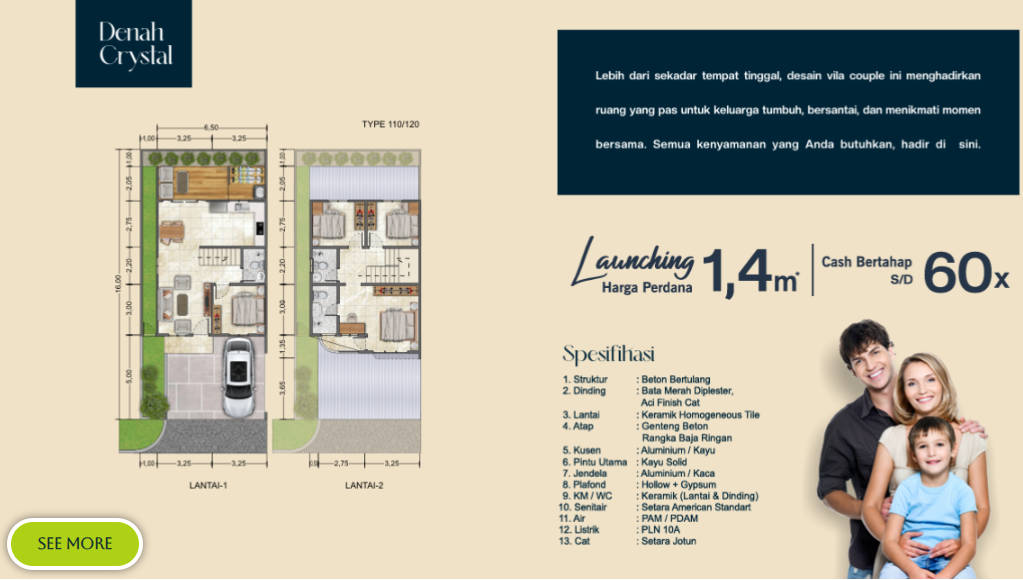 Denah
Crystal
TYPE 110/120
6,50
1,00 3,25 3,25
1,00
2,05
2,75
2,20
3,00
5,00
16,00
1,00
2,05
2,75
2,20
3,00
1,35
3,65
1,00 3,25 3,25
2,75 3,25
LANTAI-1
LANTAI-2
SEE MORE
Lebih dari sekadar tempat tinggal, desain vila couple ini menghadirkan
ruang yang pas untuk keluarga tumbuh, bersantai, dan menikmati momen
bersama. Semua kenyamanan yang Anda butuhkan, hadir di sini.
Launching
Harga Perdana
1,4m*
Cash Bertahap
S/D
60x
Spesifihasi
1. Struktur : Beton Bertulang
2. Dinding : Bata Merah Diplester,
Aci Finish Cat
3. Lantai : Keramik Homogeneous Tile
4. Atap : Genteng Beton
Rangka Baja Ringan
5. Kusen : Aluminium / Kayu
6. Pintu Utama : Kayu Solid
7. Jendela : Aluminium / Kaca
8. Plafond : Hollow + Gypsum
9. KM / WC : Keramik (Lantai & Dinding)
10. Senitair : Setara American Standart
11. Air : PAM / PDAM
12. Listrik : PLN 10A
13. Cat : Setara Jotun